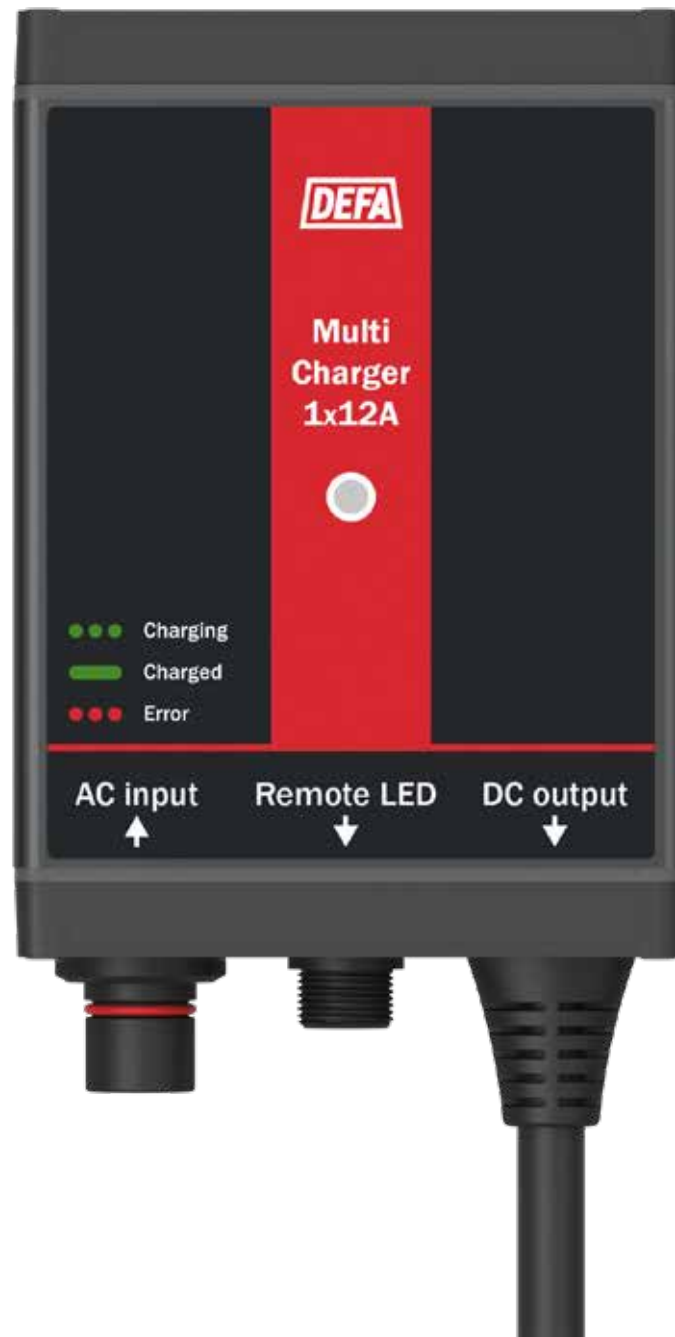 DEFA
Multi
Charger
1x12A
Charging
Charged
Error
AC input
Remote LED
DC output